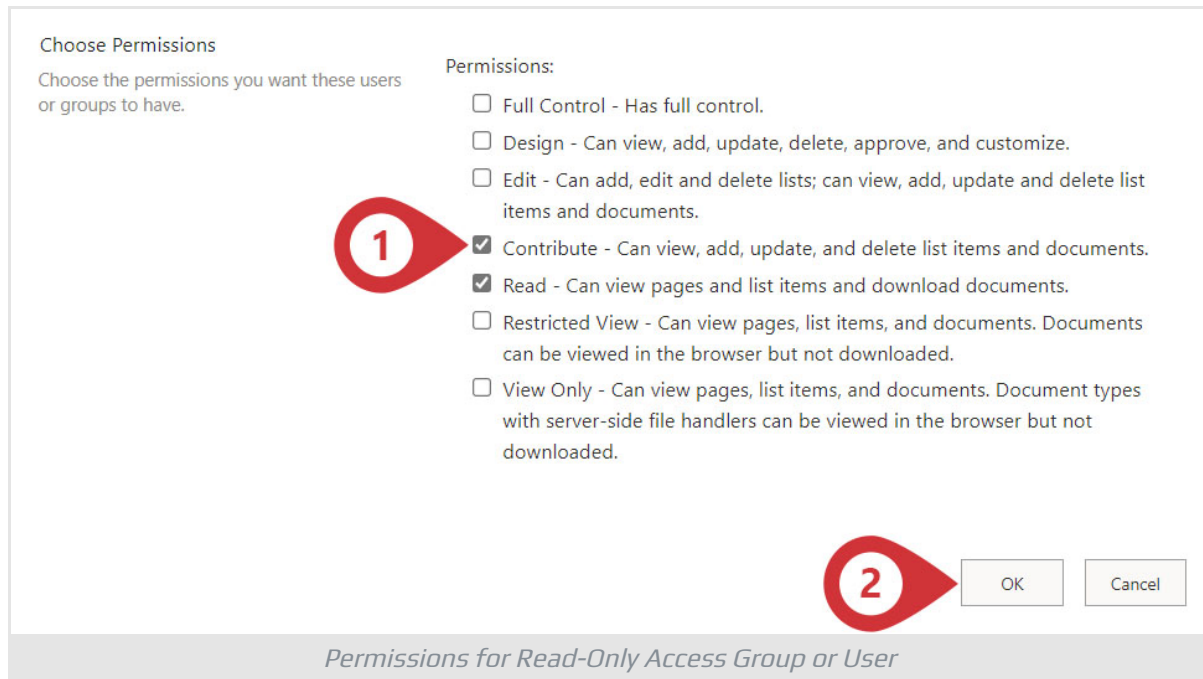 Choose Permissions
Choose the permissions you want these users
or groups to have.
Permissions:
Full Control - Has full control.
Design - Can view, add, update, delete, approve, and customize.
Edit - Can add, edit and delete lists; can view, add, update and delete list
items and documents.
1
Contribute - Can view, add, update, and delete list items and documents.
Read - Can view pages and list items and download documents.
Restricted View - Can view pages, list items, and documents. Documents
can be viewed in the browser but not downloaded.
View Only - Can view pages, list items, and documents. Document types
with server-side file handlers can be viewed in the browser but not
downloaded.
2
OK
Cancel
Permissions for Read-Only Access Group or User